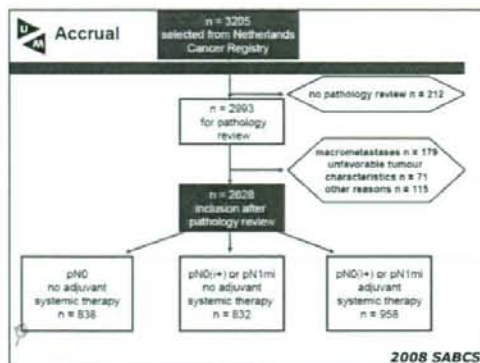 U M
Accrual
n = 3205
selected from Netherlands
Cancer Registry
no pathology review n = 212
n = 2993
for pathology
review
macrometastases n = 179
unfavorable tumour
characteristics n = 71
other reasons n = 115
n = 2628
inclusion after
pathology review
pN0
no adjuvant
systemic therapy
n = 838
pN0(i+) or pN1mi
no adjuvant
systemic therapy
n = 832
pN0(i+) or pN1mi
adjuvant
systemic therapy
n = 958
2008 SABCS